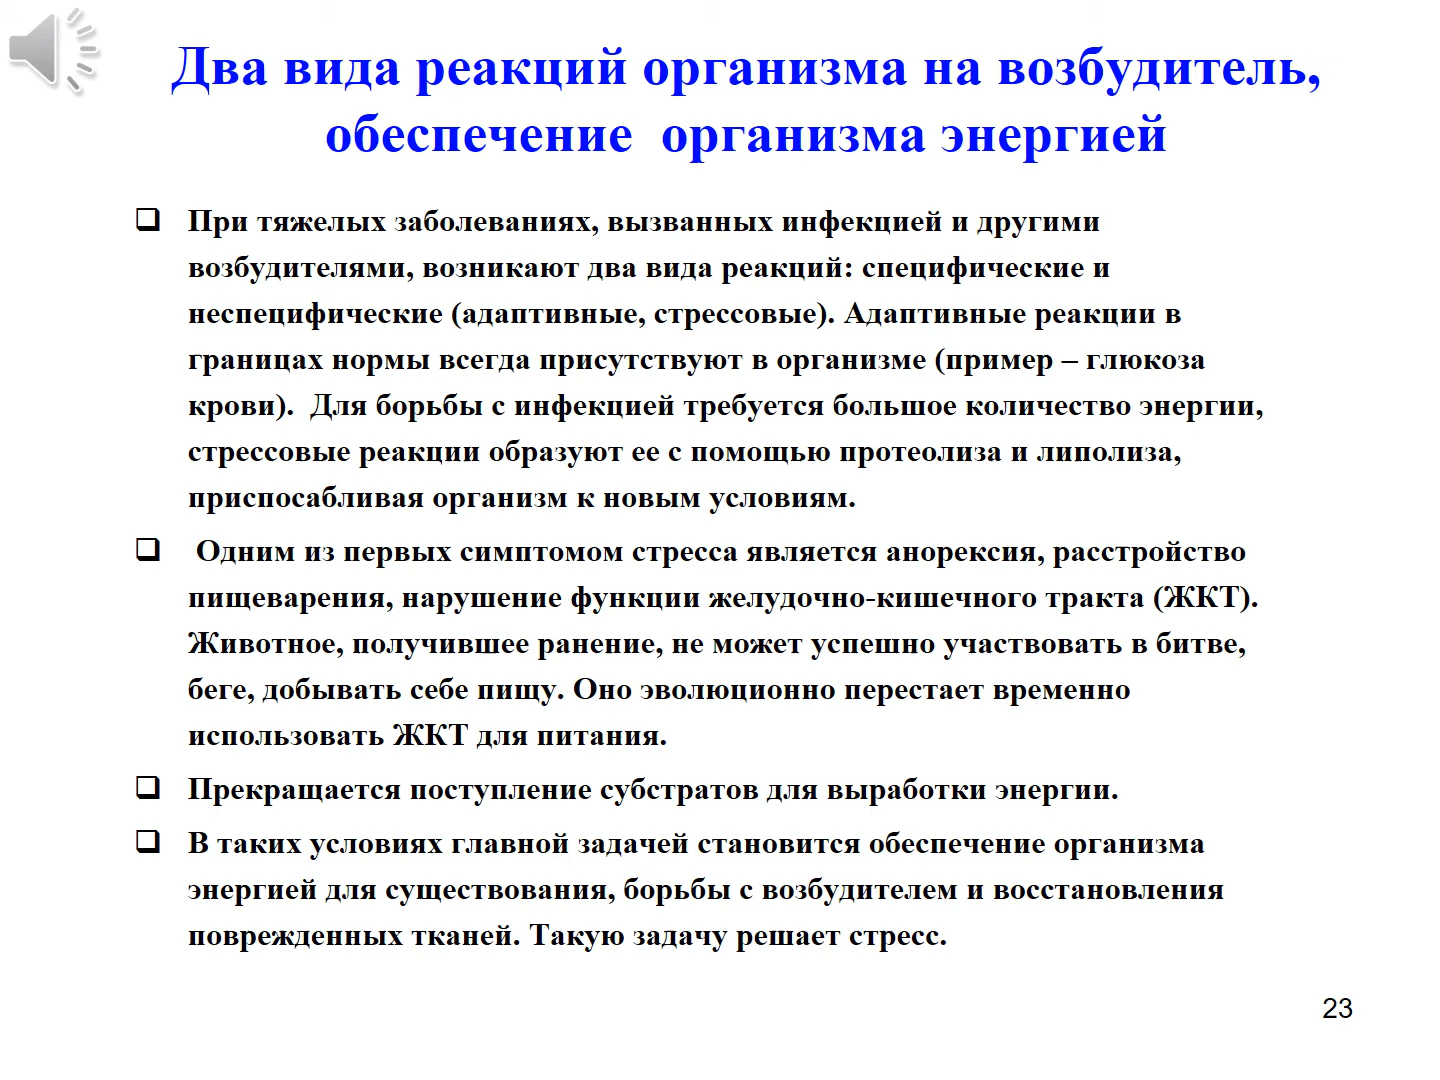 Два вида реакций организма на возбудитель,
обеспечение  организма энергией
При тяжелых заболеваниях, вызванных инфекцией и другими
возбудителями, возникают два вида реакций: специфические и
неспецифические (адаптивные, стрессовые). Адаптивные реакции в
границах нормы всегда присутствуют в организме (пример – глюкоза
крови).  Для борьбы с инфекцией требуется большое количество энергии,
стрессовые реакции образуют ее с помощью протеолиза и липолиза,
приспосабливая организм к новым условиям.
Одним из первых симптомом стресса является анорексия, расстройство
пищеварения, нарушение функции желудочно-кишечного тракта (ЖКТ).
Животное, получившее ранение, не может успешно участвовать в битве,
беге, добывать себе пищу. Оно эволюционно перестает временно
использовать ЖКТ для питания.
Прекращается поступление субстратов для выработки энергии.
В таких условиях главной задачей становится обеспечение организма
энергией для существования, борьбы с возбудителем и восстановления
поврежденных тканей. Такую задачу решает стресс.
23